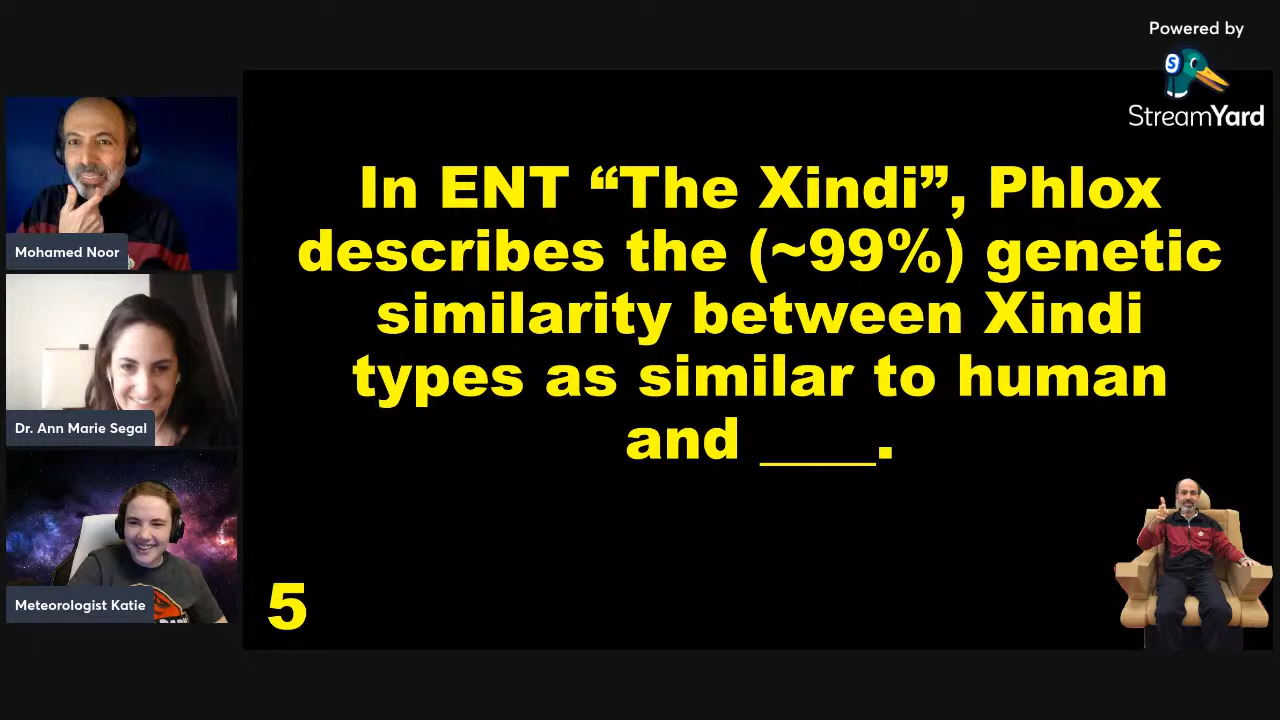 Powered by
StreamYard
In ENT “The Xindi”, Phlox
describes the (~99%) genetic
similarity between Xindi
types as similar to human
and ____.
5
Mohamed Noor
Dr. Ann Marie Segal
Meteorologist Katie